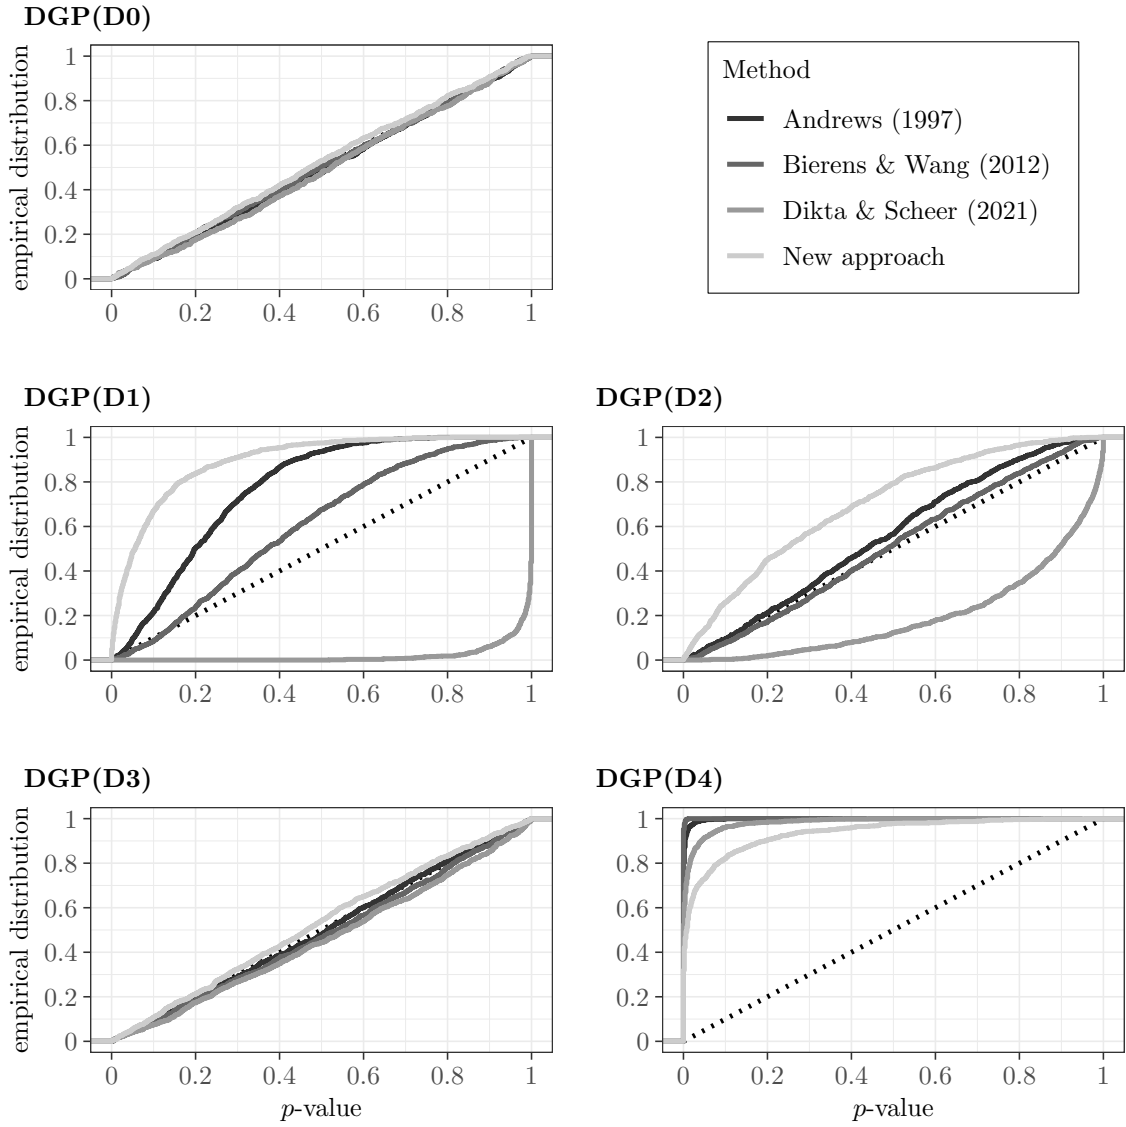 DGP(D0)
empirical distribution
1
0.8
0.6
0.4
0.2
0
0 0.2 0.4 0.6 0.8 1
Method
Andrews (1997)
Bierens & Wang (2012)
Dikta & Scheer (2021)
New approach
DGP(D1)
empirical distribution
1
0.8
0.6
0.4
0.2
0
0 0.2 0.4 0.6 0.8 1
DGP(D2)
1
0.8
0.6
0.4
0.2
0
0 0.2 0.4 0.6 0.8 1
DGP(D3)
empirical distribution
1
0.8
0.6
0.4
0.2
0
0 0.2 0.4 0.6 0.8 1
p-value
DGP(D4)
1
0.8
0.6
0.4
0.2
0
0 0.2 0.4 0.6 0.8 1
p-value